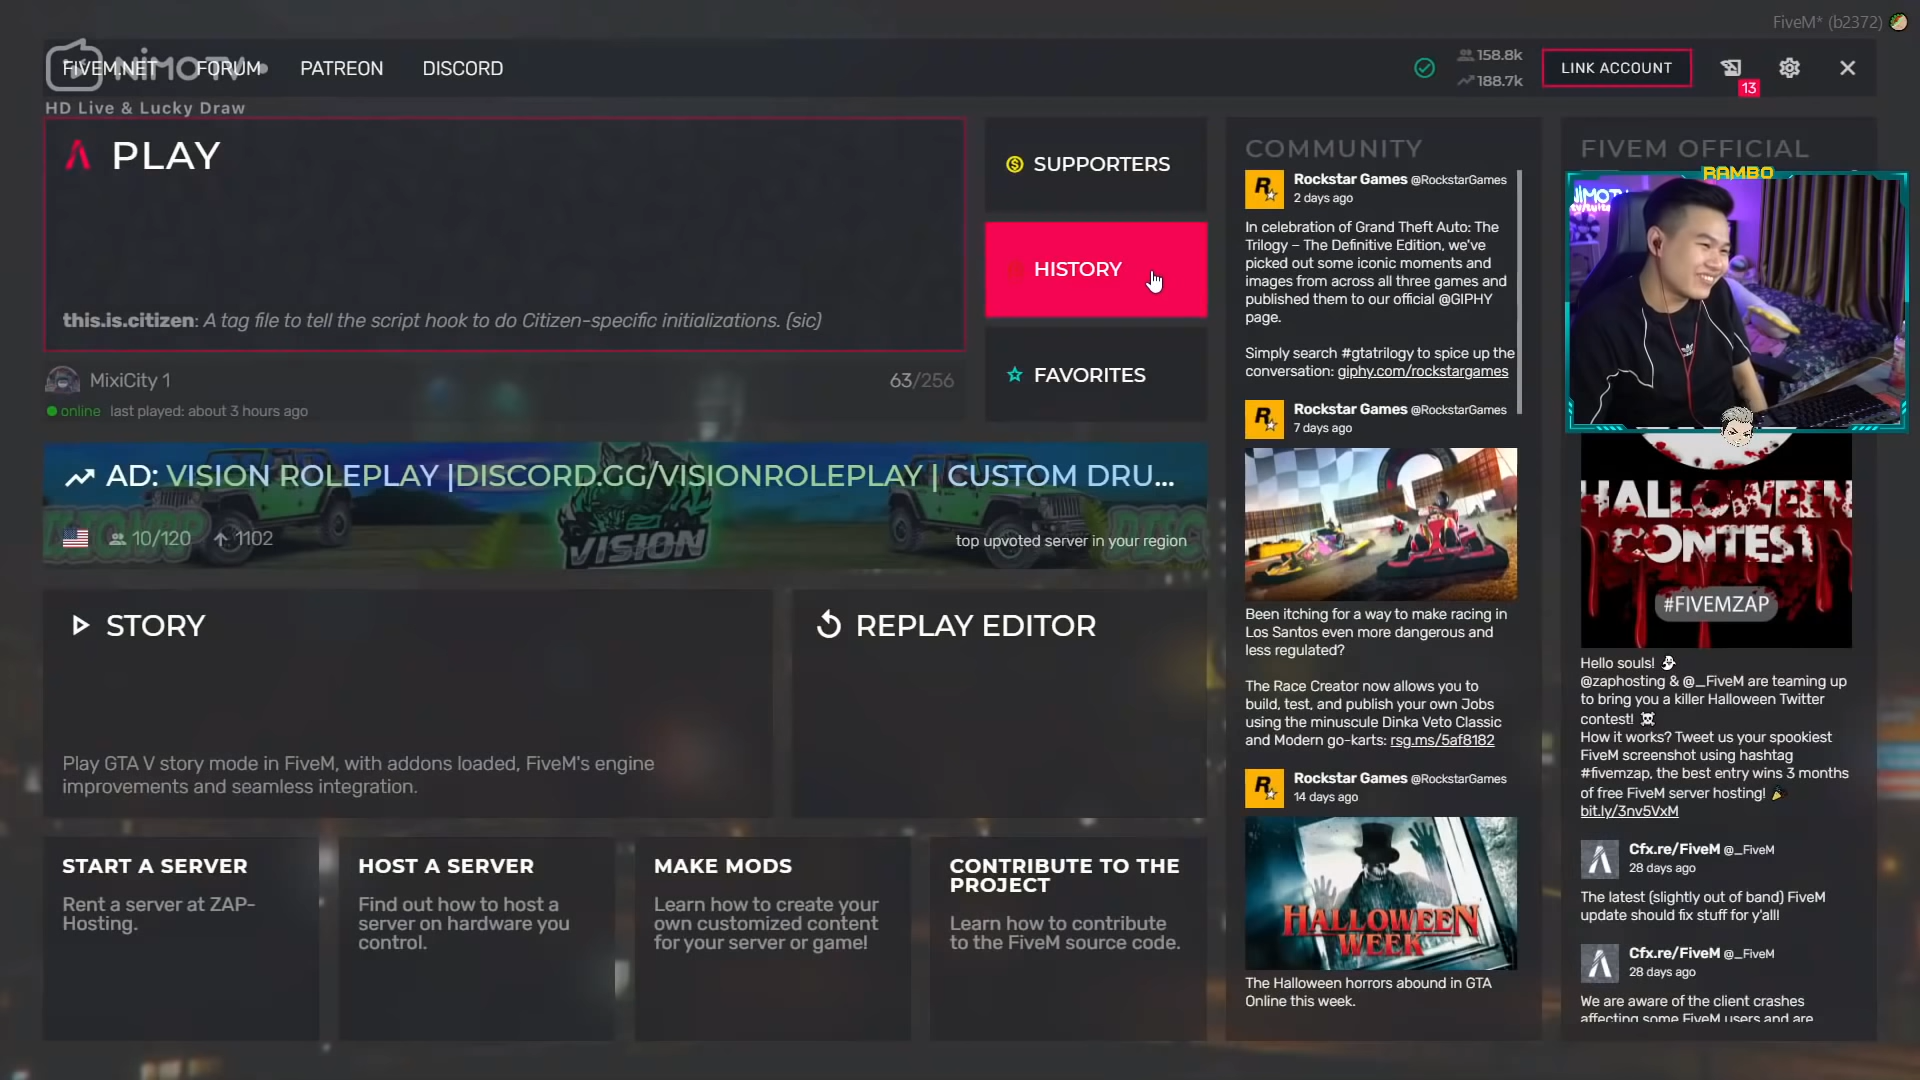 FiveM* (b2372)
FIVEM.NET
FORUM
PATREON
DISCORD
NiMOTV
HD Live & Lucky Draw
158.8k
188.7k
LINK ACCOUNT
13
PLAY
this.is.citizen: A tag file to tell the script hook to do Citizen-specific initializations. (sic)
MixiCity 1
63/256
online last played: about 3 hours ago
SUPPORTERS
HISTORY
FAVORITES
AD: VISION ROLEPLAY |DISCORD.GG/VISIONROLEPLAY | CUSTOM DRU...
VISION
10/120 1102
top upvoted server in your region
STORY
Play GTA V story mode in FiveM, with addons loaded, FiveM's engine
improvements and seamless integration.
REPLAY EDITOR
START A SERVER
Rent a server at ZAP-
Hosting.
HOST A SERVER
Find out how to host a
server on hardware you
control.
MAKE MODS
Learn how to create your
own customized content
for your server or game!
CONTRIBUTE TO THE
PROJECT
Learn how to contribute
to the FiveM source code.
COMMUNITY
Rockstar Games @RockstarGames
2 days ago
In celebration of Grand Theft Auto: The
Trilogy – The Definitive Edition, we've
picked out some iconic moments and
images from across all three games and
published them to our official @GIPHY
page.
Simply search #gtatrilogy to spice up the
conversation: giphy.com/rockstargames
Rockstar Games @RockstarGames
7 days ago
Been itching for a way to make racing in
Los Santos even more dangerous and
less regulated?
The Race Creator now allows you to
build, test, and publish your own Jobs
using the minuscule Dinka Veto Classic
and Modern go-karts: rsg.ms/5af8182
Rockstar Games @RockstarGames
14 days ago
HALLOWEEN
WEEK
The Halloween horrors abound in GTA
Online this week.
FIVEM OFFICIAL
RAMBO
NIMOTV
HALLOWEEN
CONTEST
#FIVEMZAP
Hello souls!
@zaphosting & @_FiveM are teaming up
to bring you a killer Halloween Twitter
contest!
How it works? Tweet us your spookiest
FiveM screenshot using hashtag
#fivemzap, the best entry wins 3 months
of free FiveM server hosting!
bit.ly/3nv5VxM
Cfx.re/FiveM @_FiveM
28 days ago
The latest (slightly out of band) FiveM
update should fix stuff for y'all!
Cfx.re/FiveM @_FiveM
28 days ago
We are aware of the client crashes
affecting some FiveM users and are